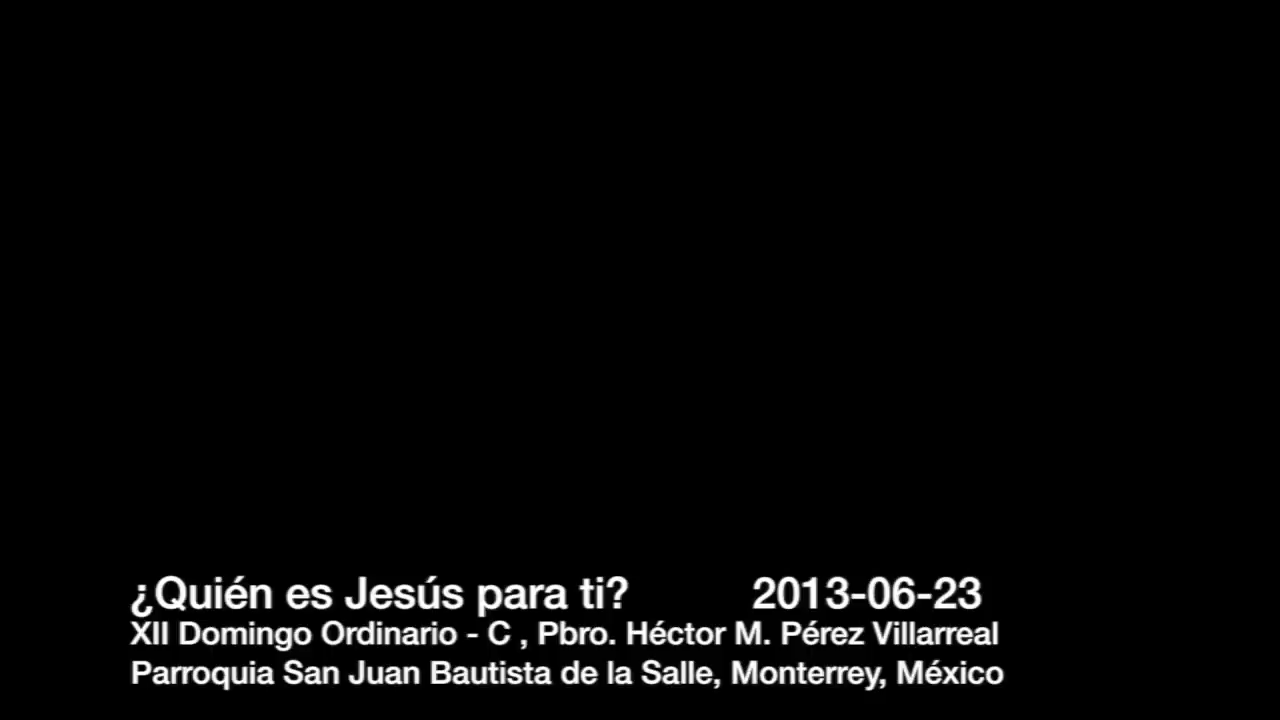 ¿Quién es Jesús para ti? 2013-06-23
XII Domingo Ordinario - C , Pbro. Héctor M. Pérez Villarreal
Parroquia San Juan Bautista de la Salle, Monterrey, México